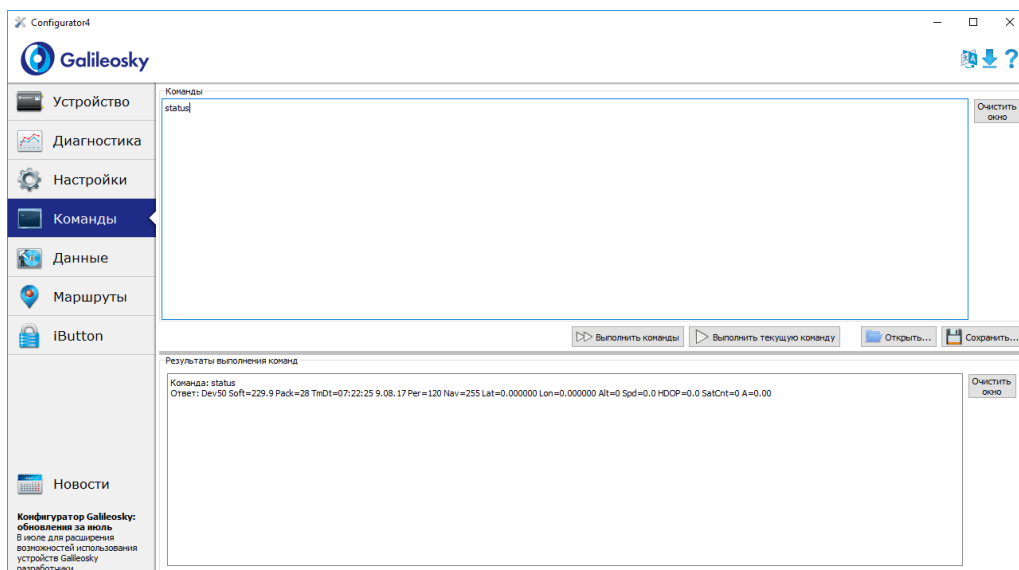 Configurator4
Galileosky
Устройство
Диагностика
Настройки
Команды
Данные
Маршруты
iButton
Новости
Конфигуратор Galileosky:
обновления за июль
В июле для расширения
возможностей использования
устройств Galileosky
разработчики
Команды
status
Очистить
окно
Выполнить команды
Выполнить текущую команду
Открыть...
Сохранить...
Результаты выполнения команд
Команда: status
Ответ: Dev50 Soft=229.9 Pack=28 TmDt=07:22:25 9.08.17 Per=120 Nav=255 Lat=0.000000 Lon=0.000000 Alt=0 Spd=0.0 HDOP=0.0 SatCnt=0 A=0.00
Очистить
окно